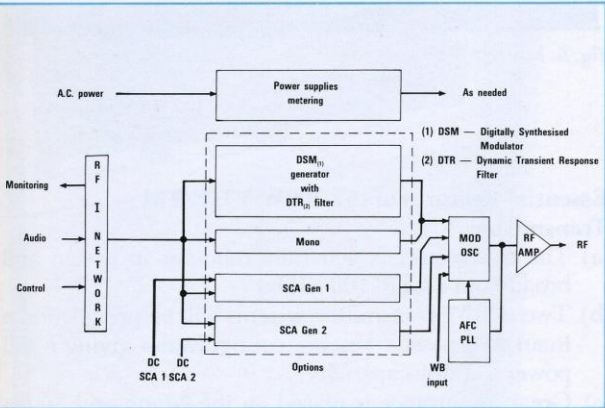 A.C. power
Power supplies
metering
As needed
(1) DSM — Digitally Synthesised
Modulator
(2) DTR — Dynamic Transient Response
Filter
RFI NETWORK
Monitoring
Audio
Control
DSM(1)
generator
with
DTR(2) filter
Mono
SCA Gen 1
SCA Gen 2
MOD
OSC
RF
AMP
RF
AFC
PLL
DC
SCA 1
DC
SCA 2
Options
WB
input